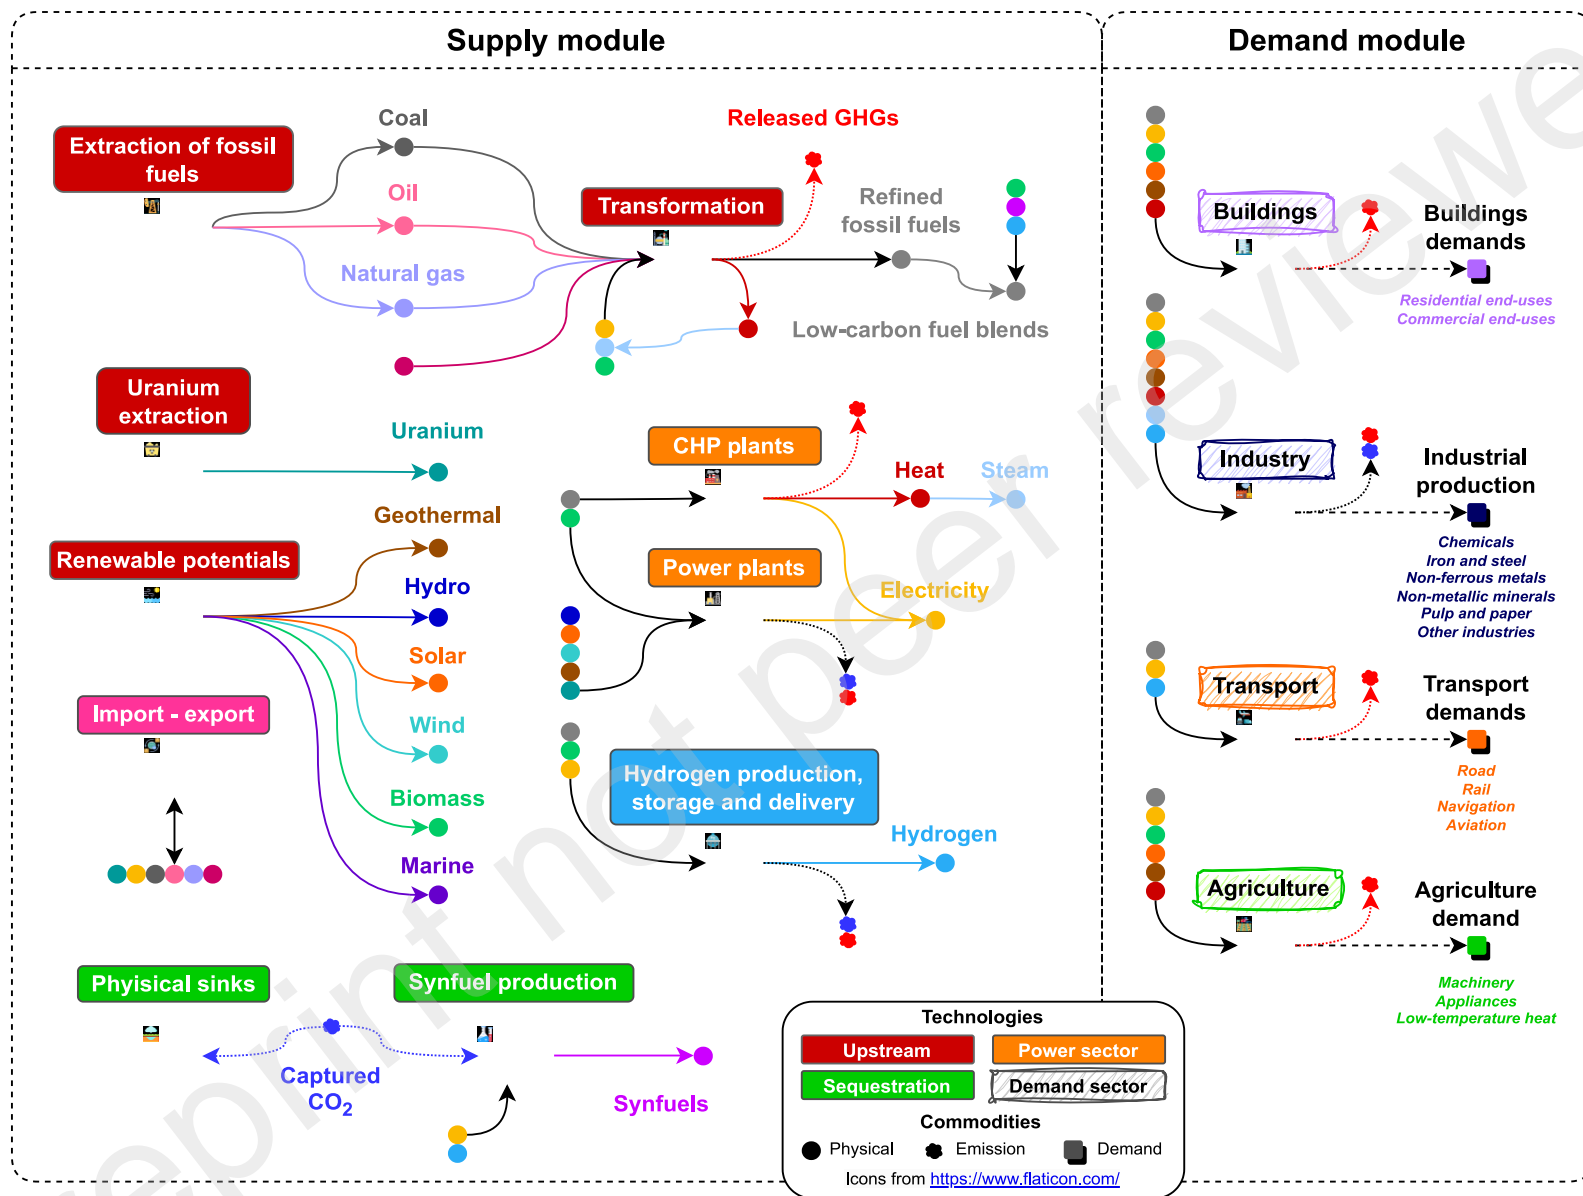 Supply module
Demand module
Extraction of fossil
fuels
Coal
Oil
Natural gas
Released GHGs
Transformation
Refined
fossil fuels
Low-carbon fuel blends
Uranium
extraction
Uranium
CHP plants
Heat
Steam
Geothermal
Renewable potentials
Hydro
Solar
Wind
Biomass
Marine
Power plants
Electricity
Import - export
Hydrogen production,
storage and delivery
Hydrogen
Phyisical sinks
Synfuel production
Captured
CO2
Synfuels
Buildings
Buildings
demands
Residential end-uses
Commercial end-uses
Industry
Industrial
production
Chemicals
Iron and steel
Non-ferrous metals
Non-metallic minerals
Pulp and paper
Other industries
Transport
Transport
demands
Road
Rail
Navigation
Aviation
Agriculture
Agriculture
demand
Machinery
Appliances
Low-temperature heat
Technologies
Upstream
Power sector
Sequestration
Demand sector
Commodities
Physical
Emission
Demand
Icons from https://www.flaticon.com/
eprint not peer reviewe